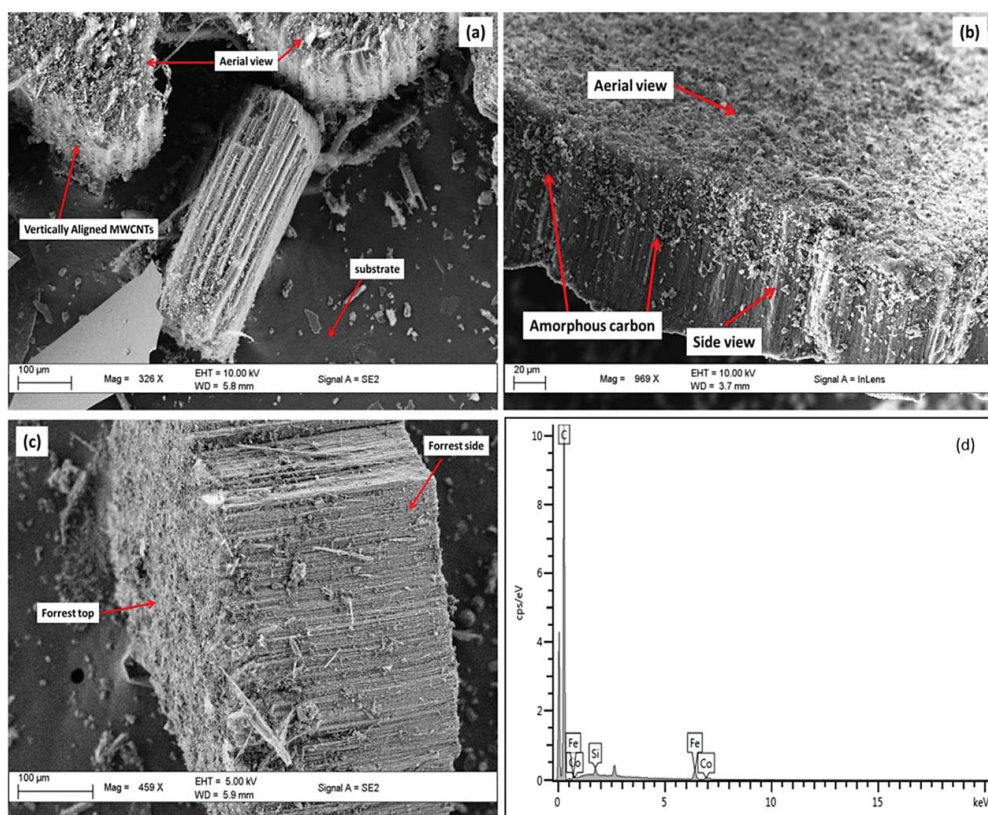 (a)
Aerial view
Vertically Aligned MWCNTs
substrate
100 µm
Mag = 326 X
EHT = 10.00 kV
WD = 5.8 mm
Signal A = SE2
(b)
Aerial view
Amorphous carbon
Side view
20 µm
Mag = 969 X
EHT = 10.00 kV
WD = 3.7 mm
Signal A = InLens
(c)
Forrest side
Forrest top
100 µm
Mag = 459 X
EHT = 5.00 kV
WD = 5.9 mm
Signal A = SE2
(d)
cps/eV
10
8
6
4
2
0
C
Fe
Co
Si
Fe
Co
0
5
10
15
keV